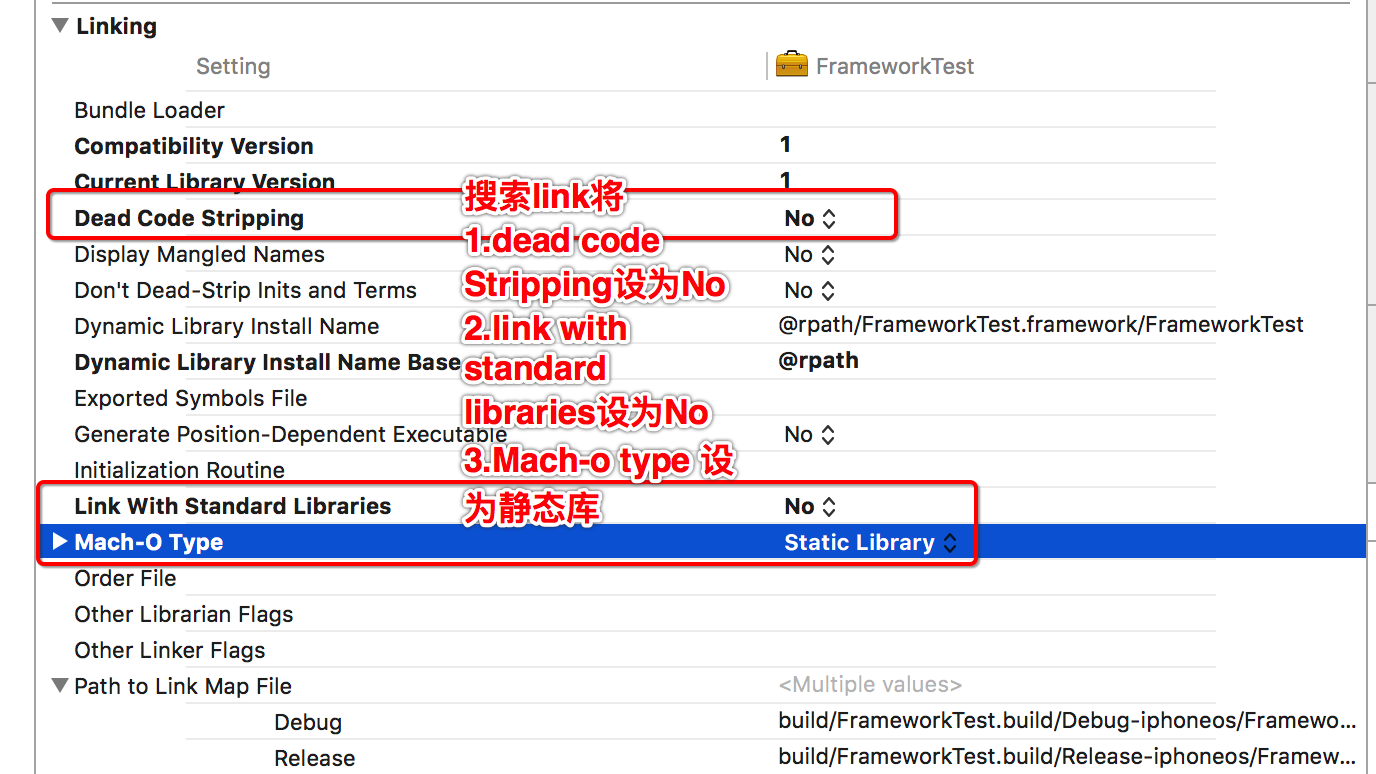 Linking
Setting FrameworkTest
Bundle Loader
Compatibility Version 1
Current Library Version 1
搜索link将
Dead Code Stripping No
1.dead code
Display Mangled Names No
Stripping设为No
Don't Dead-Strip Inits and Terms No
2.link with
Dynamic Library Install Name @rpath/FrameworkTest.framework/FrameworkTest
standard
Dynamic Library Install Name Base @rpath
Exported Symbols File
libraries设为No
Generate Position-Dependent Executable No
3.Mach-o type 设
Initialization Routine
为静态库
Link With Standard Libraries No
Mach-O Type Static Library
Order File
Other Librarian Flags
Other Linker Flags
Path to Link Map File <Multiple values>
Debug build/FrameworkTest.build/Debug-iphoneos/Framewo...
Release build/FrameworkTest.build/Release-iphoneos/Framew...